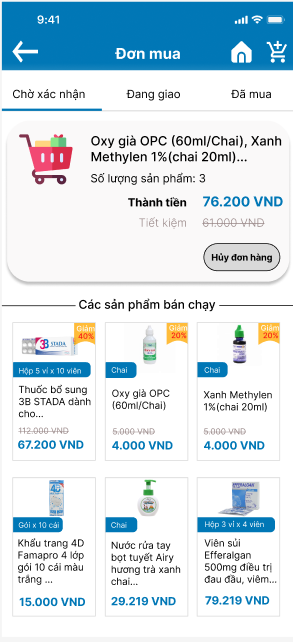 9:41
Đơn mua
Chờ xác nhận Đang giao Đã mua
Oxy già OPC (60ml/Chai), Xanh
Methylen 1%(chai 20ml)...
Số lượng sản phẩm: 3
Thành tiền 76.200 VND
Tiết kiệm 61.000 VND
Hủy đơn hàng
Các sản phẩm bán chạy
Giảm
40%
3B STADA
Hộp 5 vỉ x 10 viên
Thuốc bổ sung
3B STADA dành
cho...
112.000 VND
67.200 VND
Giảm
20%
Chai
Oxy già OPC
(60ml/Chai)
5.000 VND
4.000 VND
Giảm
20%
Chai
Xanh Methylen
1%(chai 20ml)
5.000 VND
4.000 VND
Gói x 10 cái
Khẩu trang 4D
Famapro 4 lớp
gói 10 cái màu
trắng ...
15.000 VND
Chai
Nước rửa tay
bọt tuyết Airy
hương trà xanh
chai...
29.219 VND
EFFERALGAN
Hộp 3 vỉ x 4 viên
Viên sủi
Efferalgan
500mg điều trị
đau đầu, viêm...
79.219 VND